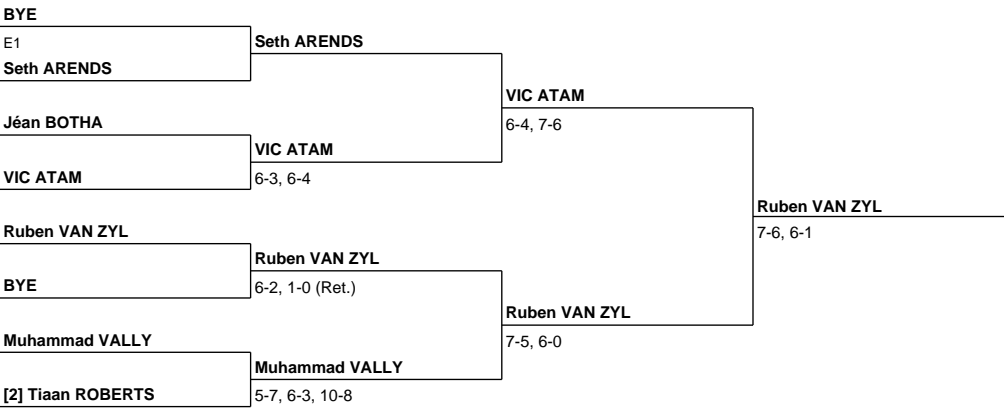 BYE
E1
Seth ARENDS
Seth ARENDS
VIC ATAM
6-4, 7-6
Jéan BOTHA
VIC ATAM
VIC ATAM
6-3, 6-4
Ruben VAN ZYL
7-6, 6-1
Ruben VAN ZYL
Ruben VAN ZYL
BYE
6-2, 1-0 (Ret.)
Ruben VAN ZYL
7-5, 6-0
Muhammad VALLY
Muhammad VALLY
[2] Tiaan ROBERTS
5-7, 6-3, 10-8